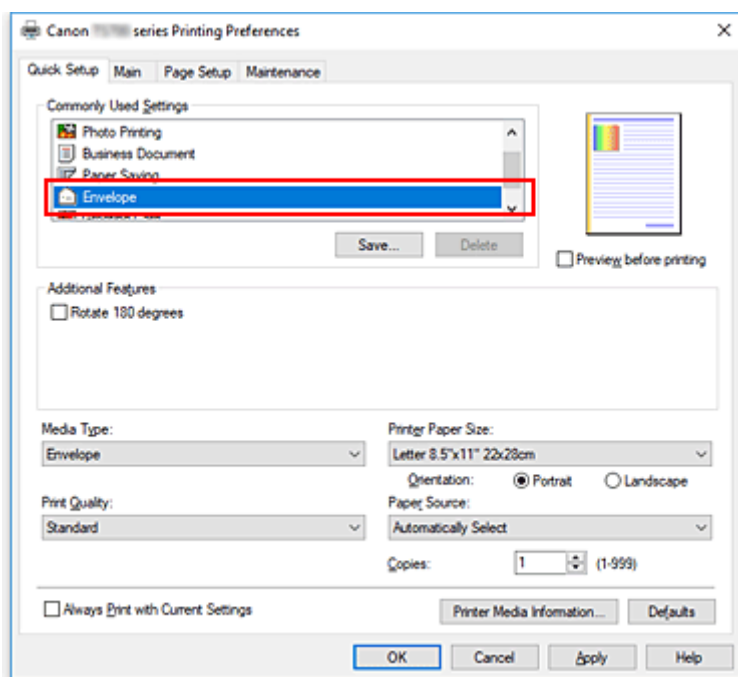 Canon series Printing Preferences
Quick Setup Main Page Setup Maintenance
Commonly Used Settings
Photo Printing
Business Document
Paper Saving
Envelope
Save... Delete
Preview before printing
Additional Features
Rotate 180 degrees
Media Type: Printer Paper Size:
Envelope Letter 8.5"x11" 22x28cm
Orientation: Portrait Landscape
Print Quality: Paper Source:
Standard Automatically Select
Copies: 1 (1-999)
Always Print with Current Settings Printer Media Information... Defaults
OK Cancel Apply Help